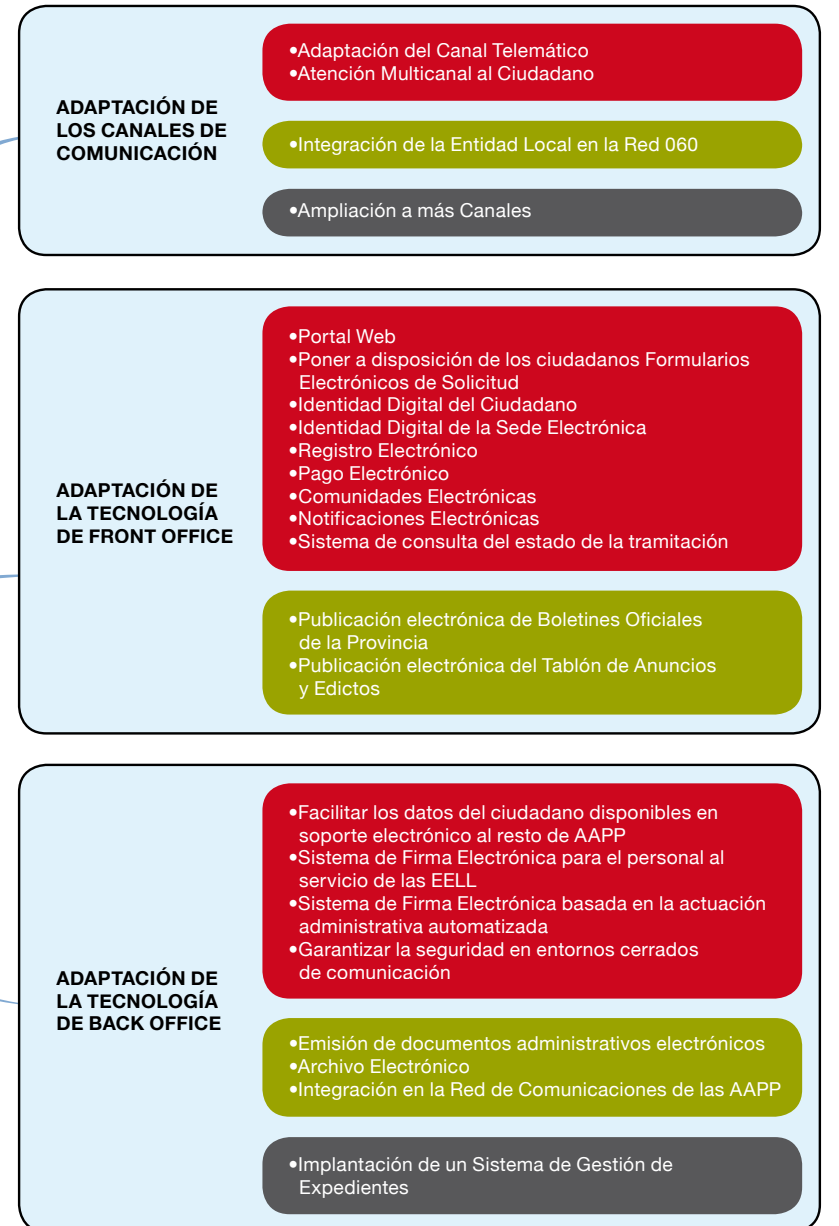 ADAPTACIÓN DE
LOS CANALES DE
COMUNICACIÓN
•Adaptación del Canal Telemático
•Atención Multicanal al Ciudadano
•Integración de la Entidad Local en la Red 060
•Ampliación a más Canales
ADAPTACIÓN DE
LA TECNOLOGÍA
DE FRONT OFFICE
•Portal Web
•Poner a disposición de los ciudadanos Formularios
Electrónicos de Solicitud
•Identidad Digital del Ciudadano
•Identidad Digital de la Sede Electrónica
•Registro Electrónico
•Pago Electrónico
•Comunidades Electrónicas
•Notificaciones Electrónicas
•Sistema de consulta del estado de la tramitación
•Publicación electrónica de Boletines Oficiales
de la Provincia
•Publicación electrónica del Tablón de Anuncios
y Edictos
ADAPTACIÓN DE
LA TECNOLOGÍA
DE BACK OFFICE
•Facilitar los datos del ciudadano disponibles en
soporte electrónico al resto de AAPP
•Sistema de Firma Electrónica para el personal al
servicio de las EELL
•Sistema de Firma Electrónica basada en la actuación
administrativa automatizada
•Garantizar la seguridad en entornos cerrados
de comunicación
•Emisión de documentos administrativos electrónicos
•Archivo Electrónico
•Integración en la Red de Comunicaciones de las AAPP
•Implantación de un Sistema de Gestión de
Expedientes